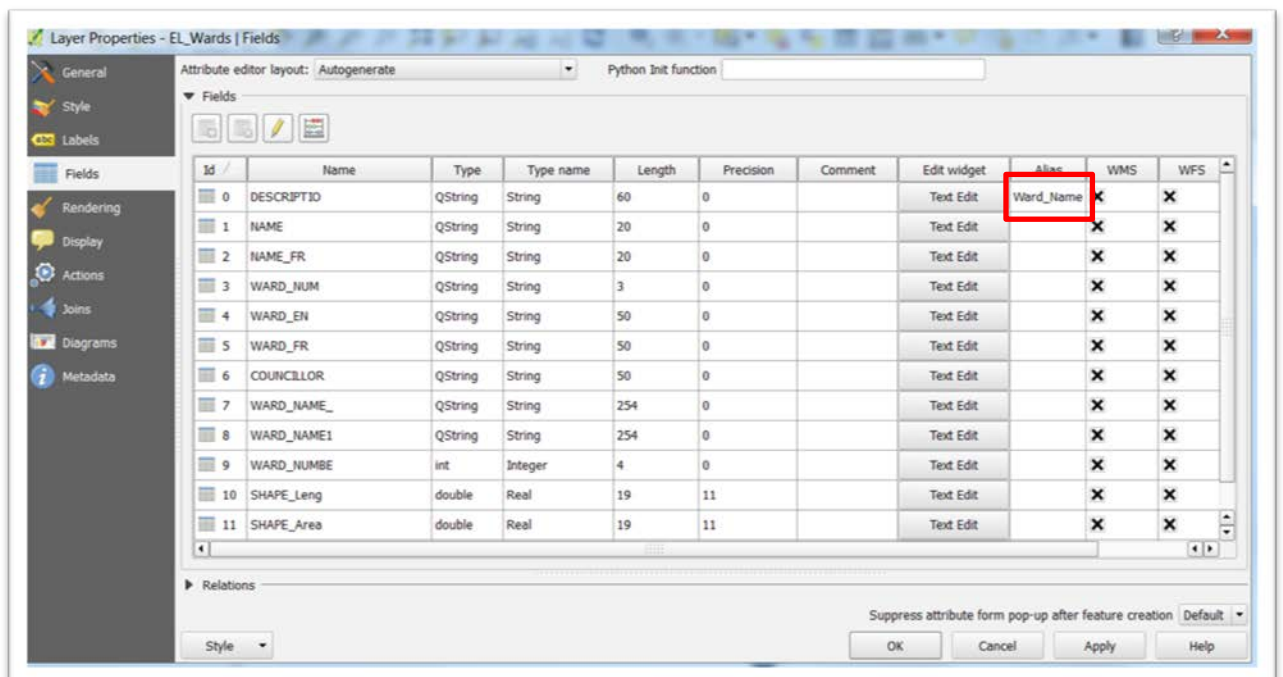 Layer Properties - EL_Wards | Fields
General
Style
abc Labels
Fields
Rendering
Display
Actions
Joins
Diagrams
Metadata
Attribute editor layout: Autogenerate Python Init function
Fields
Id Name Type Type name Length Precision Comment Edit widget Alias WMS WFS
0 DESCRIPTIO QString String 60 0 Text Edit Ward_Name
1 NAME QString String 20 0 Text Edit
2 NAME_FR QString String 20 0 Text Edit
3 WARD_NUM QString String 3 0 Text Edit
4 WARD_EN QString String 50 0 Text Edit
5 WARD_FR QString String 50 0 Text Edit
6 COUNCILLOR QString String 50 0 Text Edit
7 WARD_NAME_ QString String 254 0 Text Edit
8 WARD_NAME1 QString String 254 0 Text Edit
9 WARD_NUMBE int Integer 4 0 Text Edit
10 SHAPE_Leng double Real 19 11 Text Edit
11 SHAPE_Area double Real 19 11 Text Edit
Relations
Suppress attribute form pop-up after feature creation Default
Style OK Cancel Apply Help